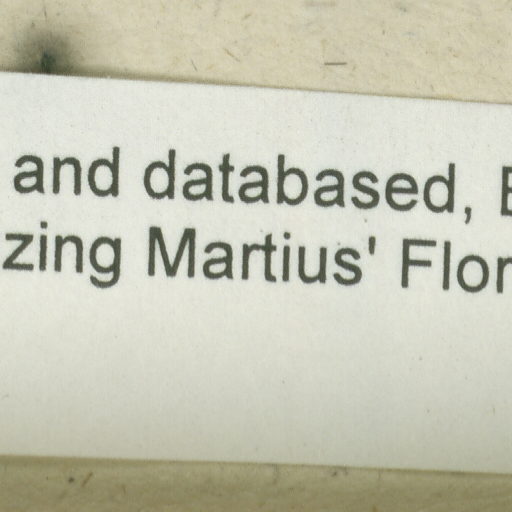 and databased,
zing Martius' Flor